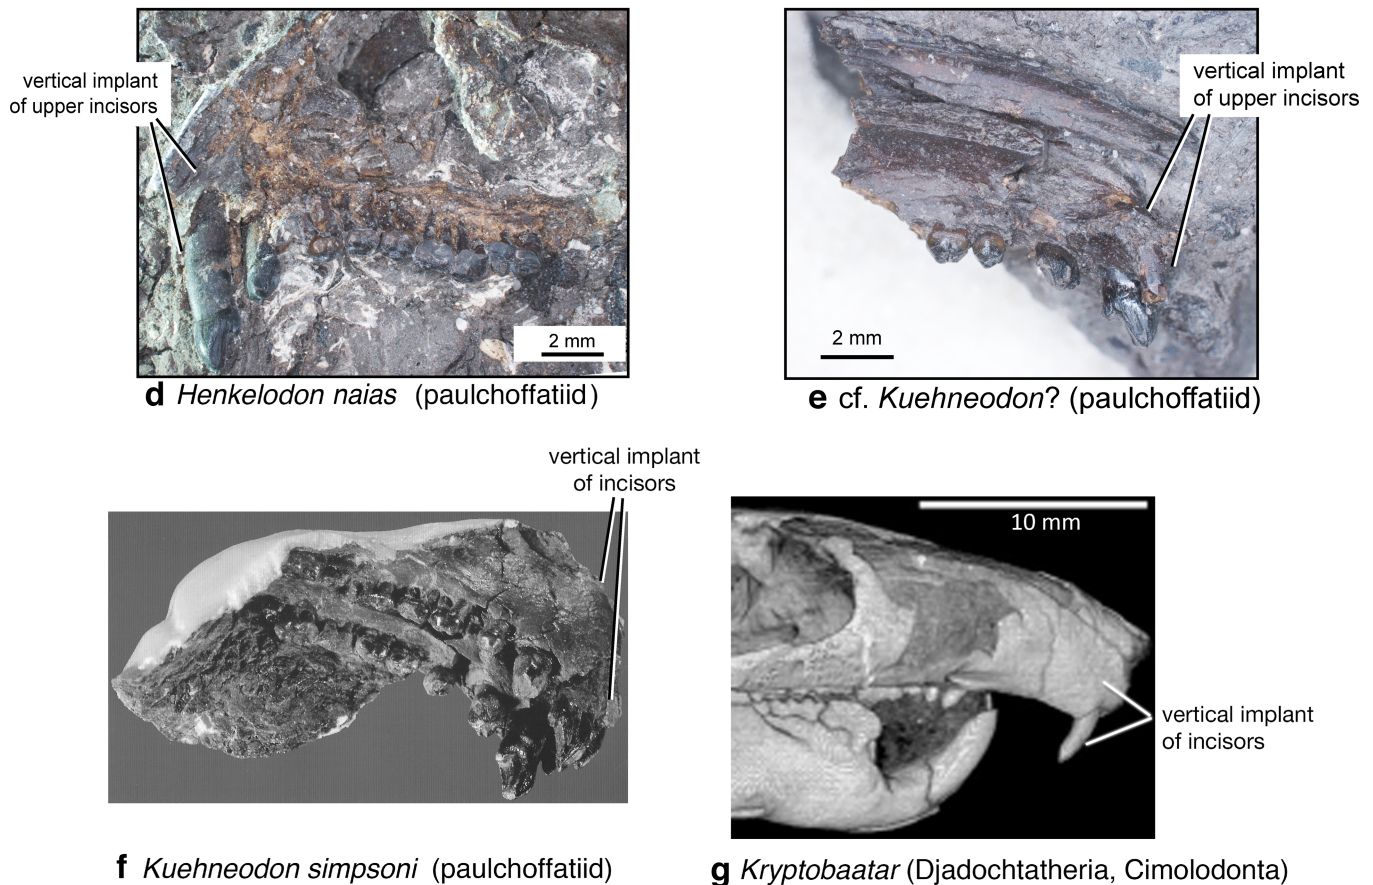 vertical implant
of upper incisors
2 mm
d Henkelodon naias (paulchoffatiid)
vertical implant
of upper incisors
2 mm
e cf. Kuehneodon? (paulchoffatiid)
vertical implant
of incisors
f Kuehneodon simpsoni (paulchoffatiid)
10 mm
vertical implant
of incisors
g Kryptobaatar (Djadochtatheria, Cimolodonta)